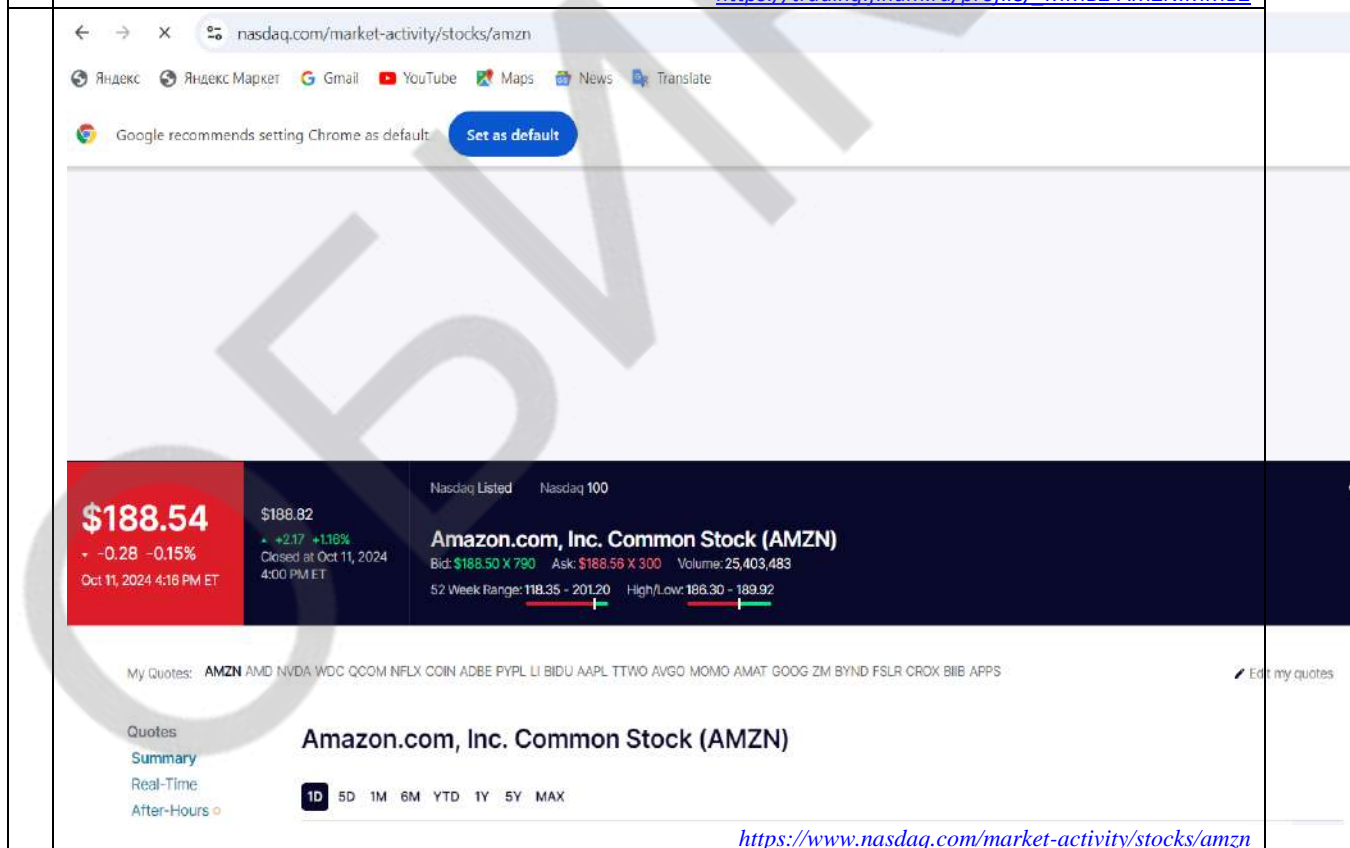 nasdaq.com/market-activity/stocks/amzn
Яндекс Яндекс Маркет G Gmail YouTube Maps News Translate
Google recommends setting Chrome as default Set as default
ОБИ
Nasdaq Listed Nasdaq 100
$188.54
$188.82
-0.28 -0.15%
+2.17 +1.16%
Amazon.com, Inc. Common Stock (AMZN)
Closed at Oct 11, 2024
4:00 PM ET
Bid: $188.50 X 790 Ask: $188.56 X 300 Volume: 25,403,483
Oct 11, 2024 4:16 PM ET
52 Week Range: 118.35 - 201.20 High/Low: 186.30 - 189.92
My Quotes: AMZN AMD NVDA WDC QCOM NFLX COIN ADBE PYPL LI BIDU AAPL TTWO AVGO MOMO AMAT GOOG ZM BYND FSLR CROX BIIB APPS
Edit my quotes
Quotes
Summary
Real-Time
After-Hours
Amazon.com, Inc. Common Stock (AMZN)
1D 5D 1M 6M YTD 1Y 5Y MAX
https://www.nasdaq.com/market-activity/stocks/amzn